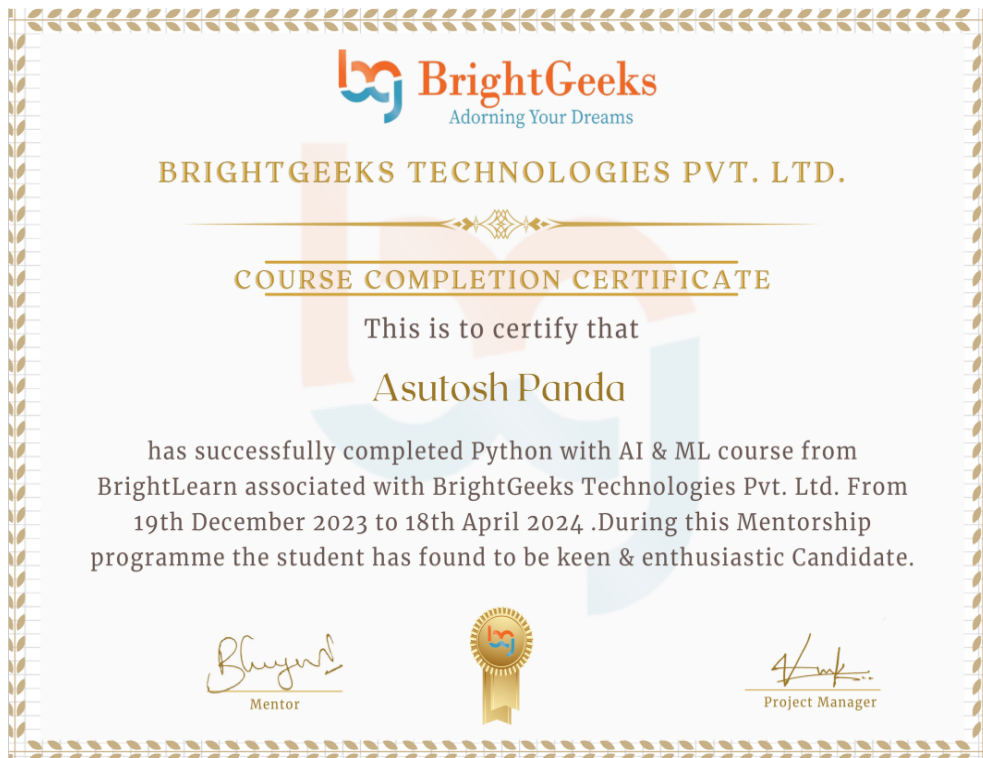 bg BrightGeeks
Adorning Your Dreams
BRIGHTGEEKS TECHNOLOGIES PVT. LTD.
COURSE COMPLETION CERTIFICATE
This is to certify that
Asutosh Panda
has successfully completed Python with AI & ML course from
BrightLearn associated with BrightGeeks Technologies Pvt. Ltd. From
19th December 2023 to 18th April 2024 .During this Mentorship
programme the student has found to be keen & enthusiastic Candidate.
Mentor
Project Manager